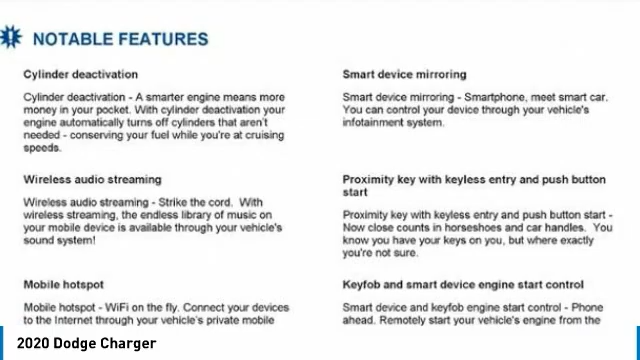 NOTABLE FEATURES
Cylinder deactivation
Cylinder deactivation - A smarter engine means more
money in your pocket. With cylinder deactivation your
engine automatically turns off cylinders that aren't
needed - conserving your fuel while you're at cruising
speeds.
Smart device mirroring
Smart device mirroring - Smartphone, meet smart car.
You can control your device through your vehicle's
infotainment system.
Wireless audio streaming
Wireless audio streaming - Strike the cord. With
wireless streaming, the endless library of music on
your mobile device is available through your vehicle's
sound system!
Proximity key with keyless entry and push button
start
Proximity key with keyless entry and push button start -
Now close counts in horseshoes and car handles. You
know you have your keys on you, but where exactly
you're not sure.
Mobile hotspot
Mobile hotspot - WiFi on the fly. Connect your devices
to the Internet through your vehicle's private mobile
Keyfob and smart device engine start control
Smart device and keyfob engine start control - Phone
ahead. Remotely start your vehicle's engine from the
2020 Dodge Charger